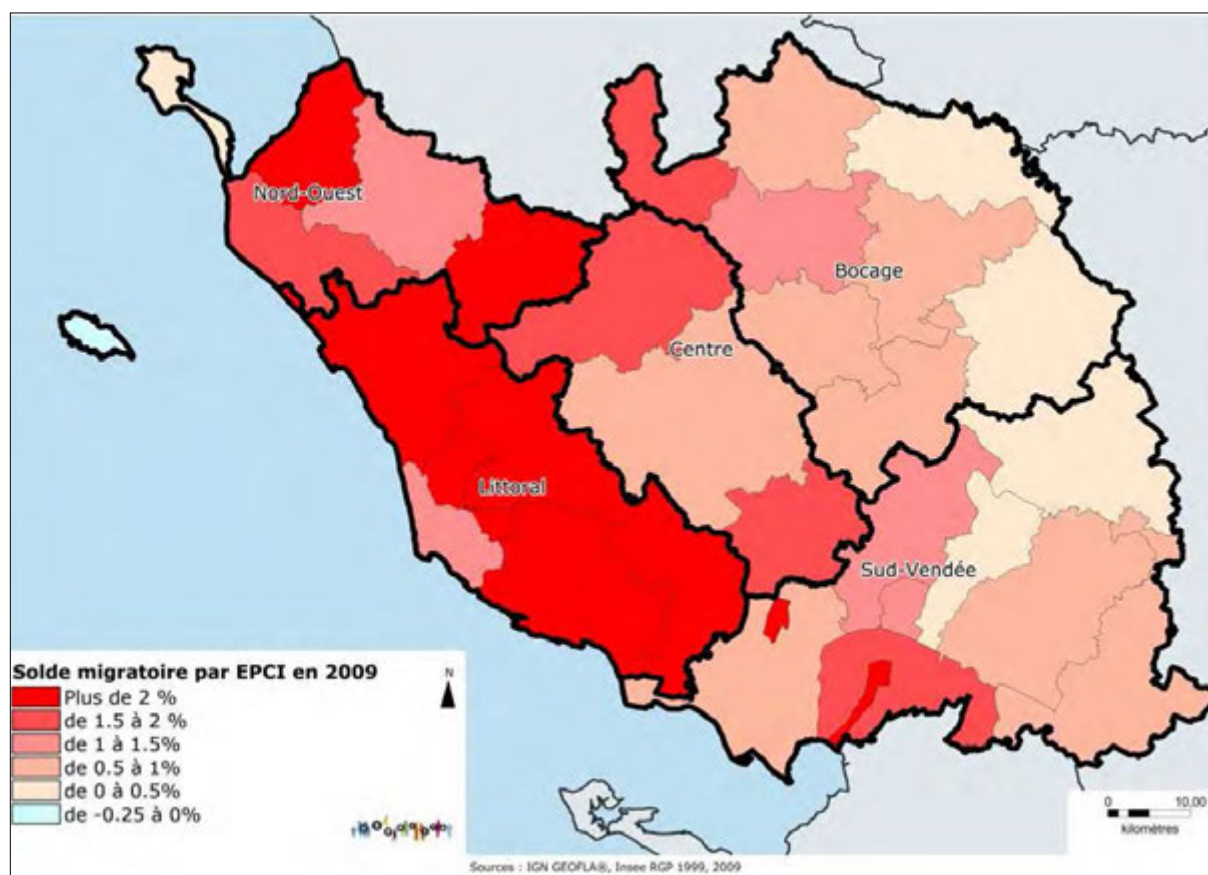 Nord-Ouest
Bocage
Centre
Littoral
Sud-Vendée
Solde migratoire par EPCI en 2009
N
Plus de 2 %
de 1.5 à 2 %
de 1 à 1.5%
de 0.5 à 1%
de 0 à 0.5%
de -0.25 à 0%
0 10,00
kilomètres
Sources : IGN GEOFLA®, Insee RGP 1999, 2009